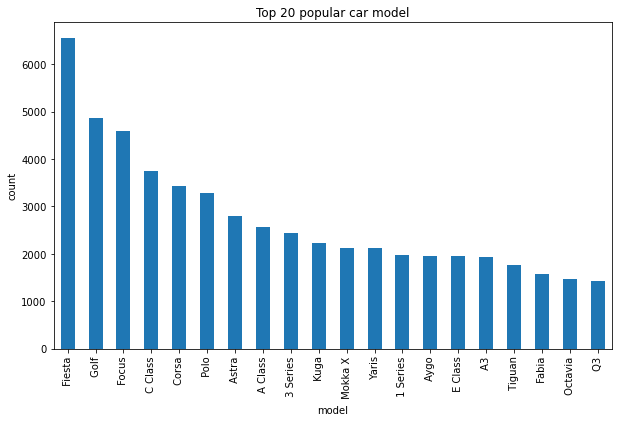 Top 20 popular car model
count
6000
5000
4000
3000
2000
1000
0
Fiesta
Golf
Focus
C Class
Corsa
Polo
Astra
A Class
3 Series
Kuga
Mokka X
Yaris
1 Series
Aygo
E Class
A3
Tiguan
Fabia
Octavia
Q3
model